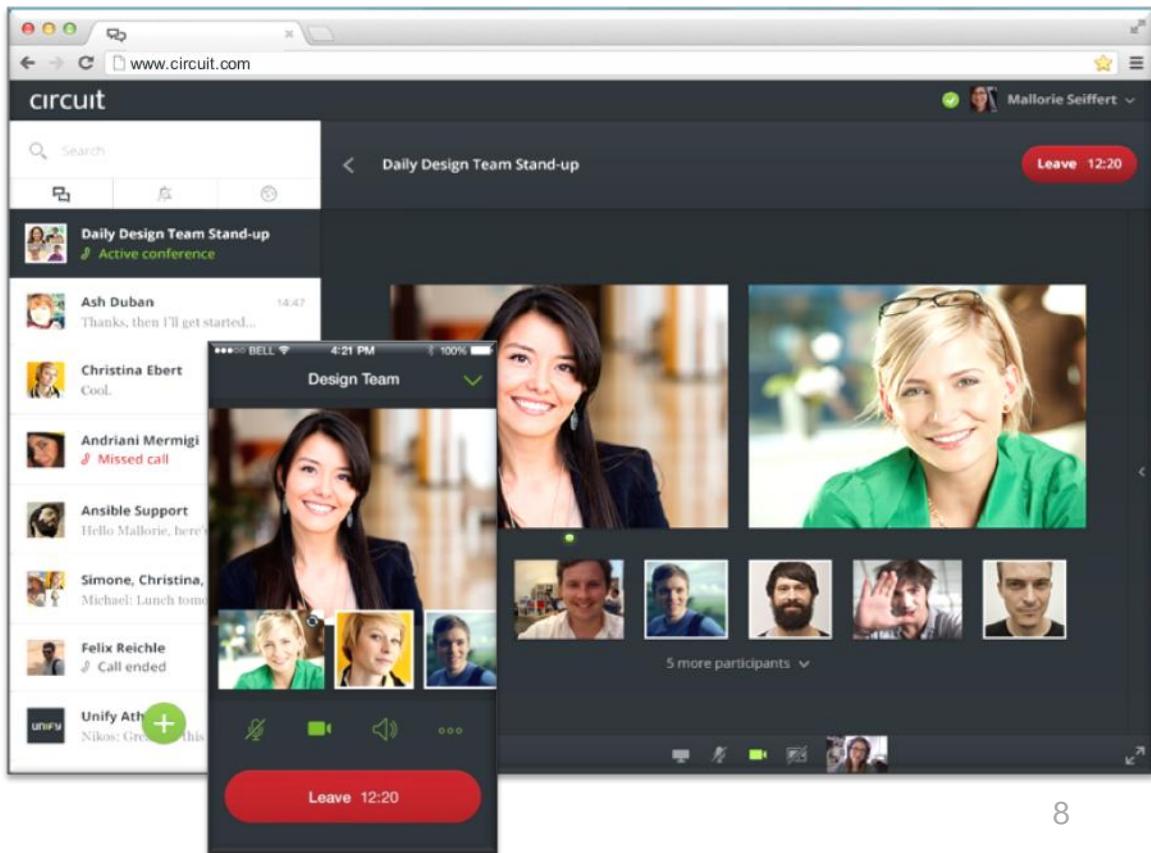 www.circuit.com
circuit
Mallorie Seiffert
Search
Daily Design Team Stand-up
Leave 12:20
Daily Design Team Stand-up
Active conference
Ash Duban 14:47
Thanks, then I'll get started...
Christina Ebert
Cool.
Andriani Mermigi
Missed call
Ansible Support
Hello Mallorie, here's
Simone, Christina,
Michael: Lunch
Felix Reichle
Call ended
UNIFY
Unify
Nikos: this
BELL 4:21 PM 100%
Design Team
Leave 12:20
5 more participants
8